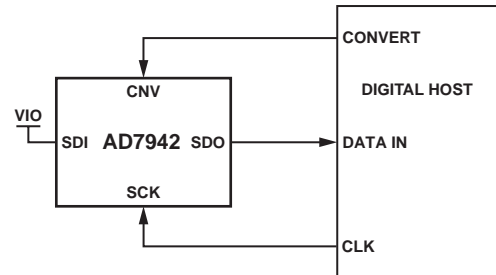 CONVERT
CNV
DIGITAL HOST
VIO
SDI AD7942 SDO
DATA IN
SCK
CLK